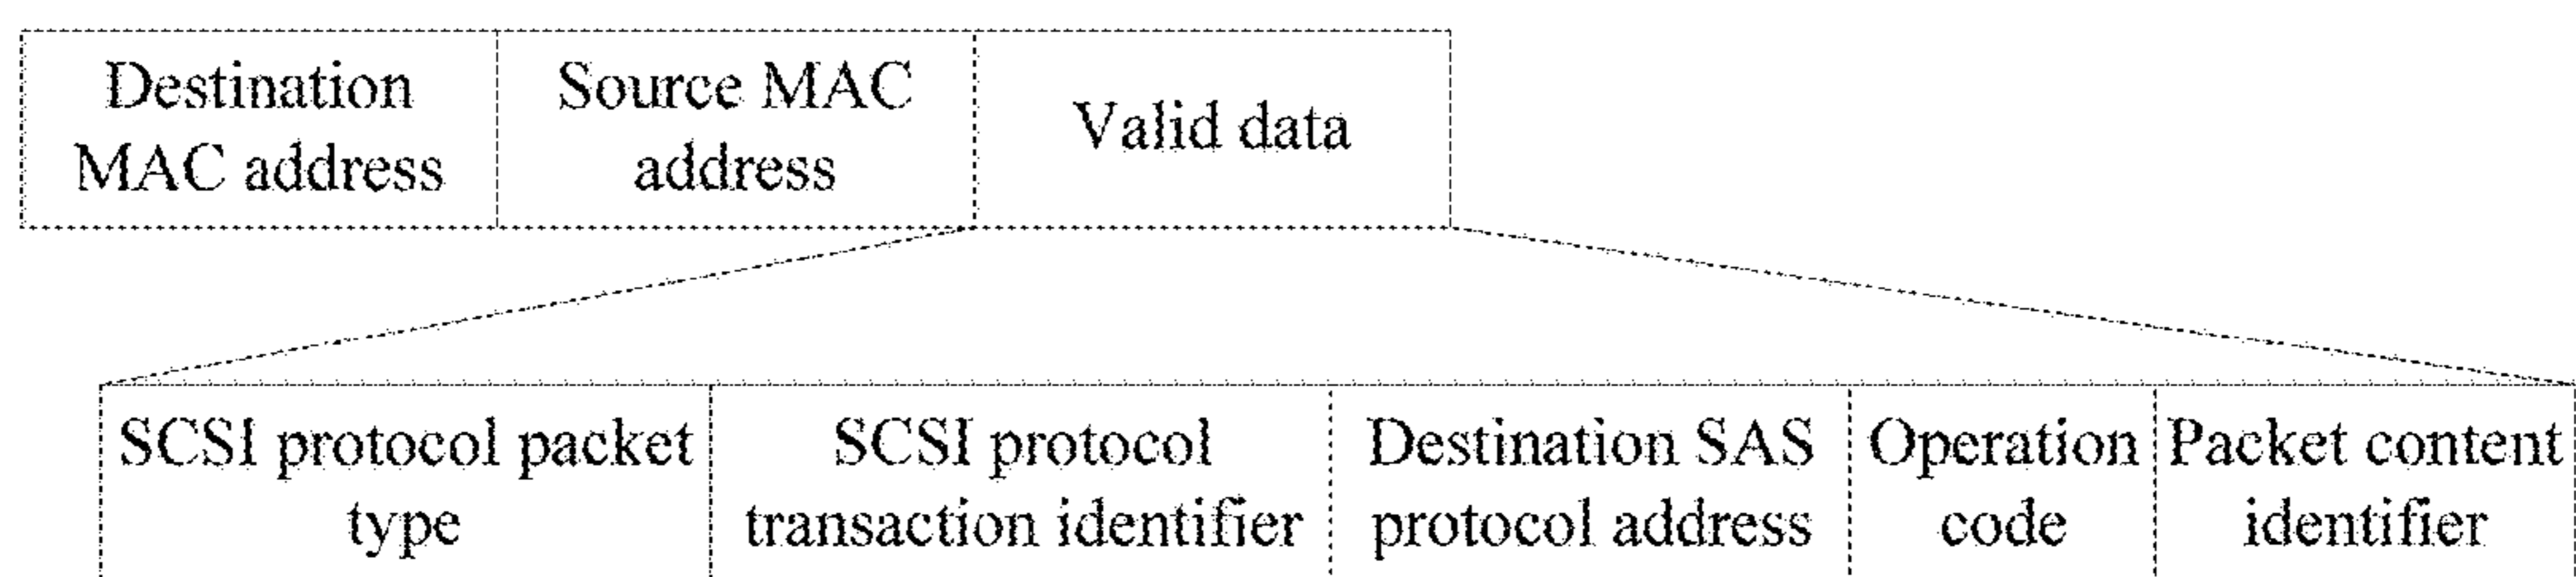 Destination
MAC address
Source MAC
address
Valid data
SCSI protocol packet
type
SCSI protocol
transaction identifier
Destination SAS
protocol address
Operation
code
Packet content
identifier